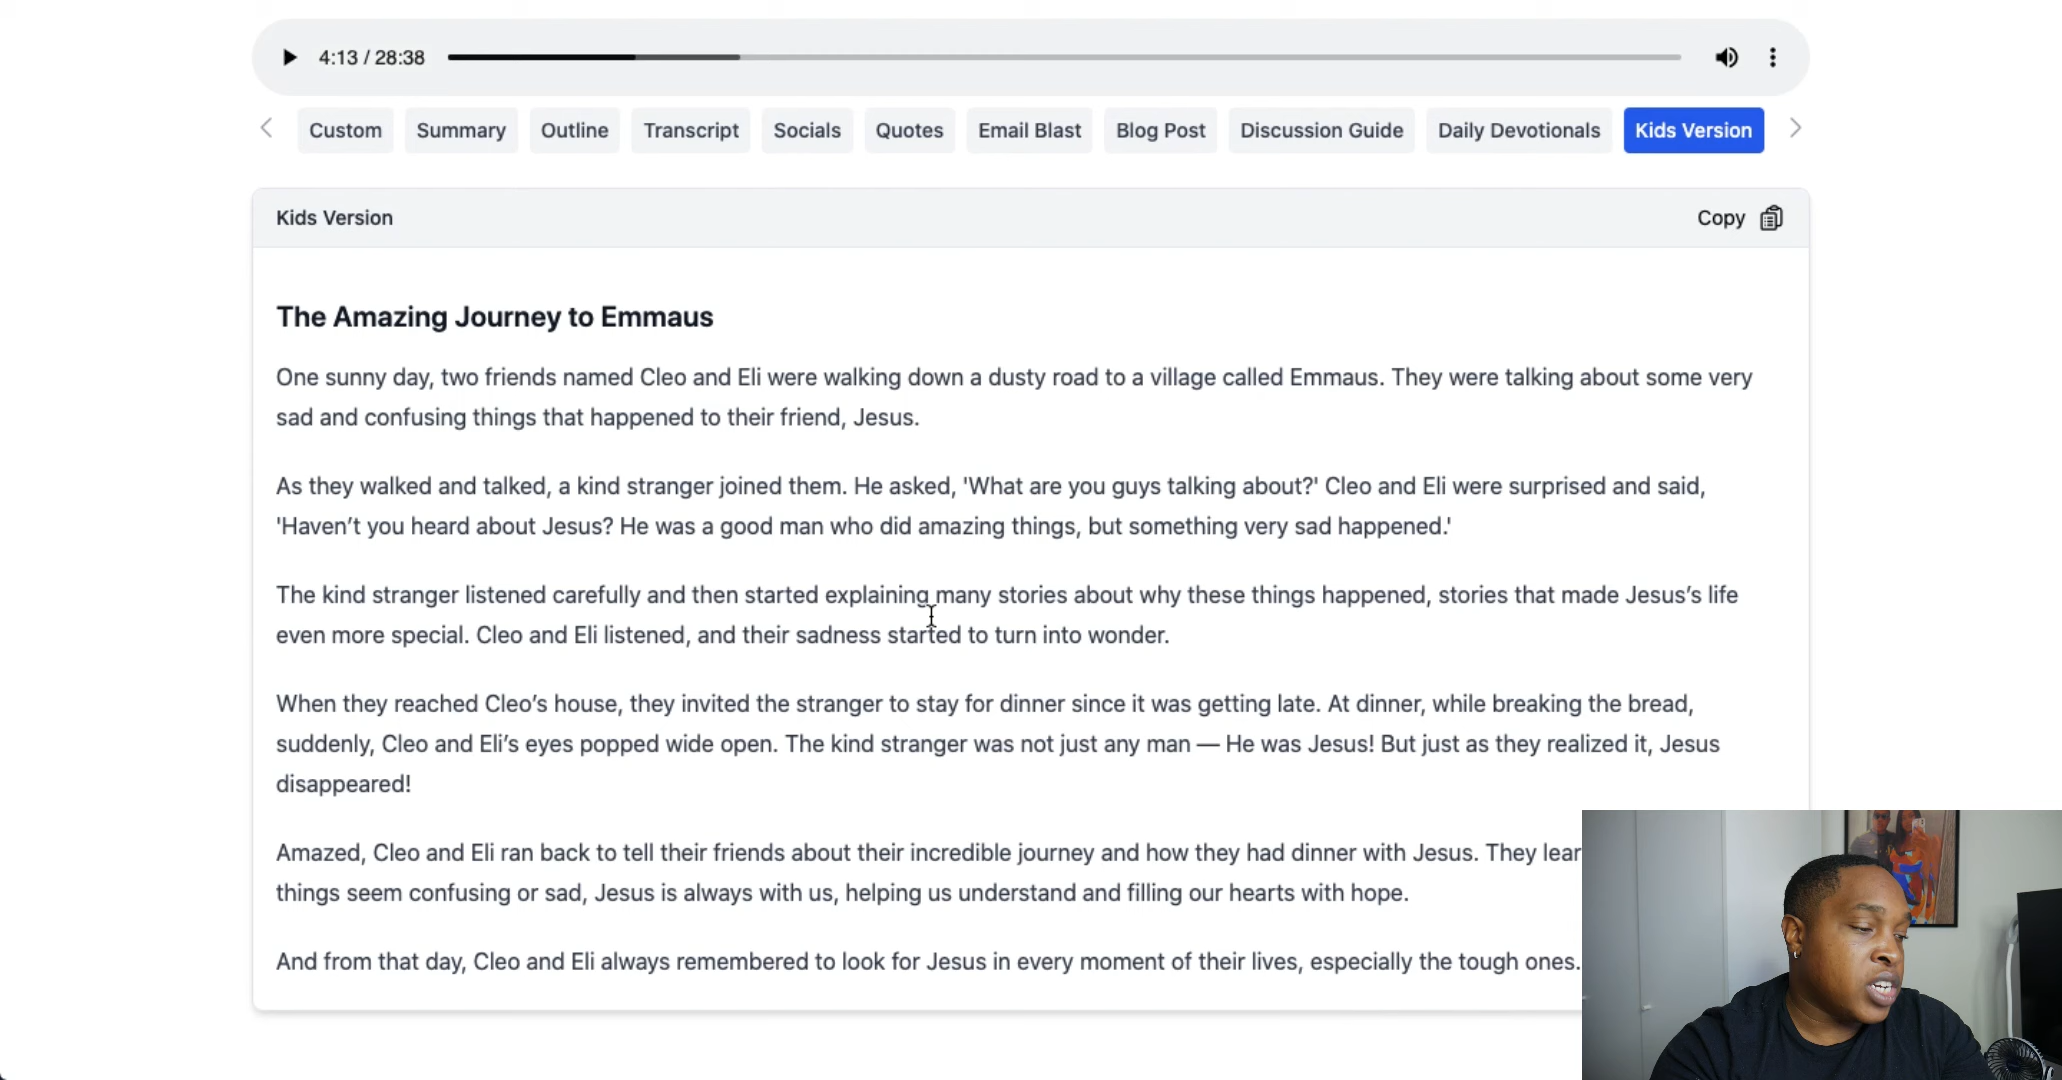 4:13 / 28:38
Custom
Summary
Outline
Transcript
Socials
Quotes
Email Blast
Blog Post
Discussion Guide
Daily Devotionals
Kids Version
Kids Version
Copy
The Amazing Journey to Emmaus
One sunny day, two friends named Cleo and Eli were walking down a dusty road to a village called Emmaus. They were talking about some very
sad and confusing things that happened to their friend, Jesus.
As they walked and talked, a kind stranger joined them. He asked, 'What are you guys talking about?' Cleo and Eli were surprised and said,
'Haven’t you heard about Jesus? He was a good man who did amazing things, but something very sad happened.'
The kind stranger listened carefully and then started explaining many stories about why these things happened, stories that made Jesus’s life
even more special. Cleo and Eli listened, and their sadness started to turn into wonder.
When they reached Cleo’s house, they invited the stranger to stay for dinner since it was getting late. At dinner, while breaking the bread,
suddenly, Cleo and Eli’s eyes popped wide open. The kind stranger was not just any man — He was Jesus! But just as they realized it, Jesus
disappeared!
Amazed, Cleo and Eli ran back to tell their friends about their incredible journey and how they had dinner with Jesus. They
things seem confusing or sad, Jesus is always with us, helping us understand and filling our hearts with hope.
And from that day, Cleo and Eli always remembered to look for Jesus in every moment of their lives, especially the tough ones.